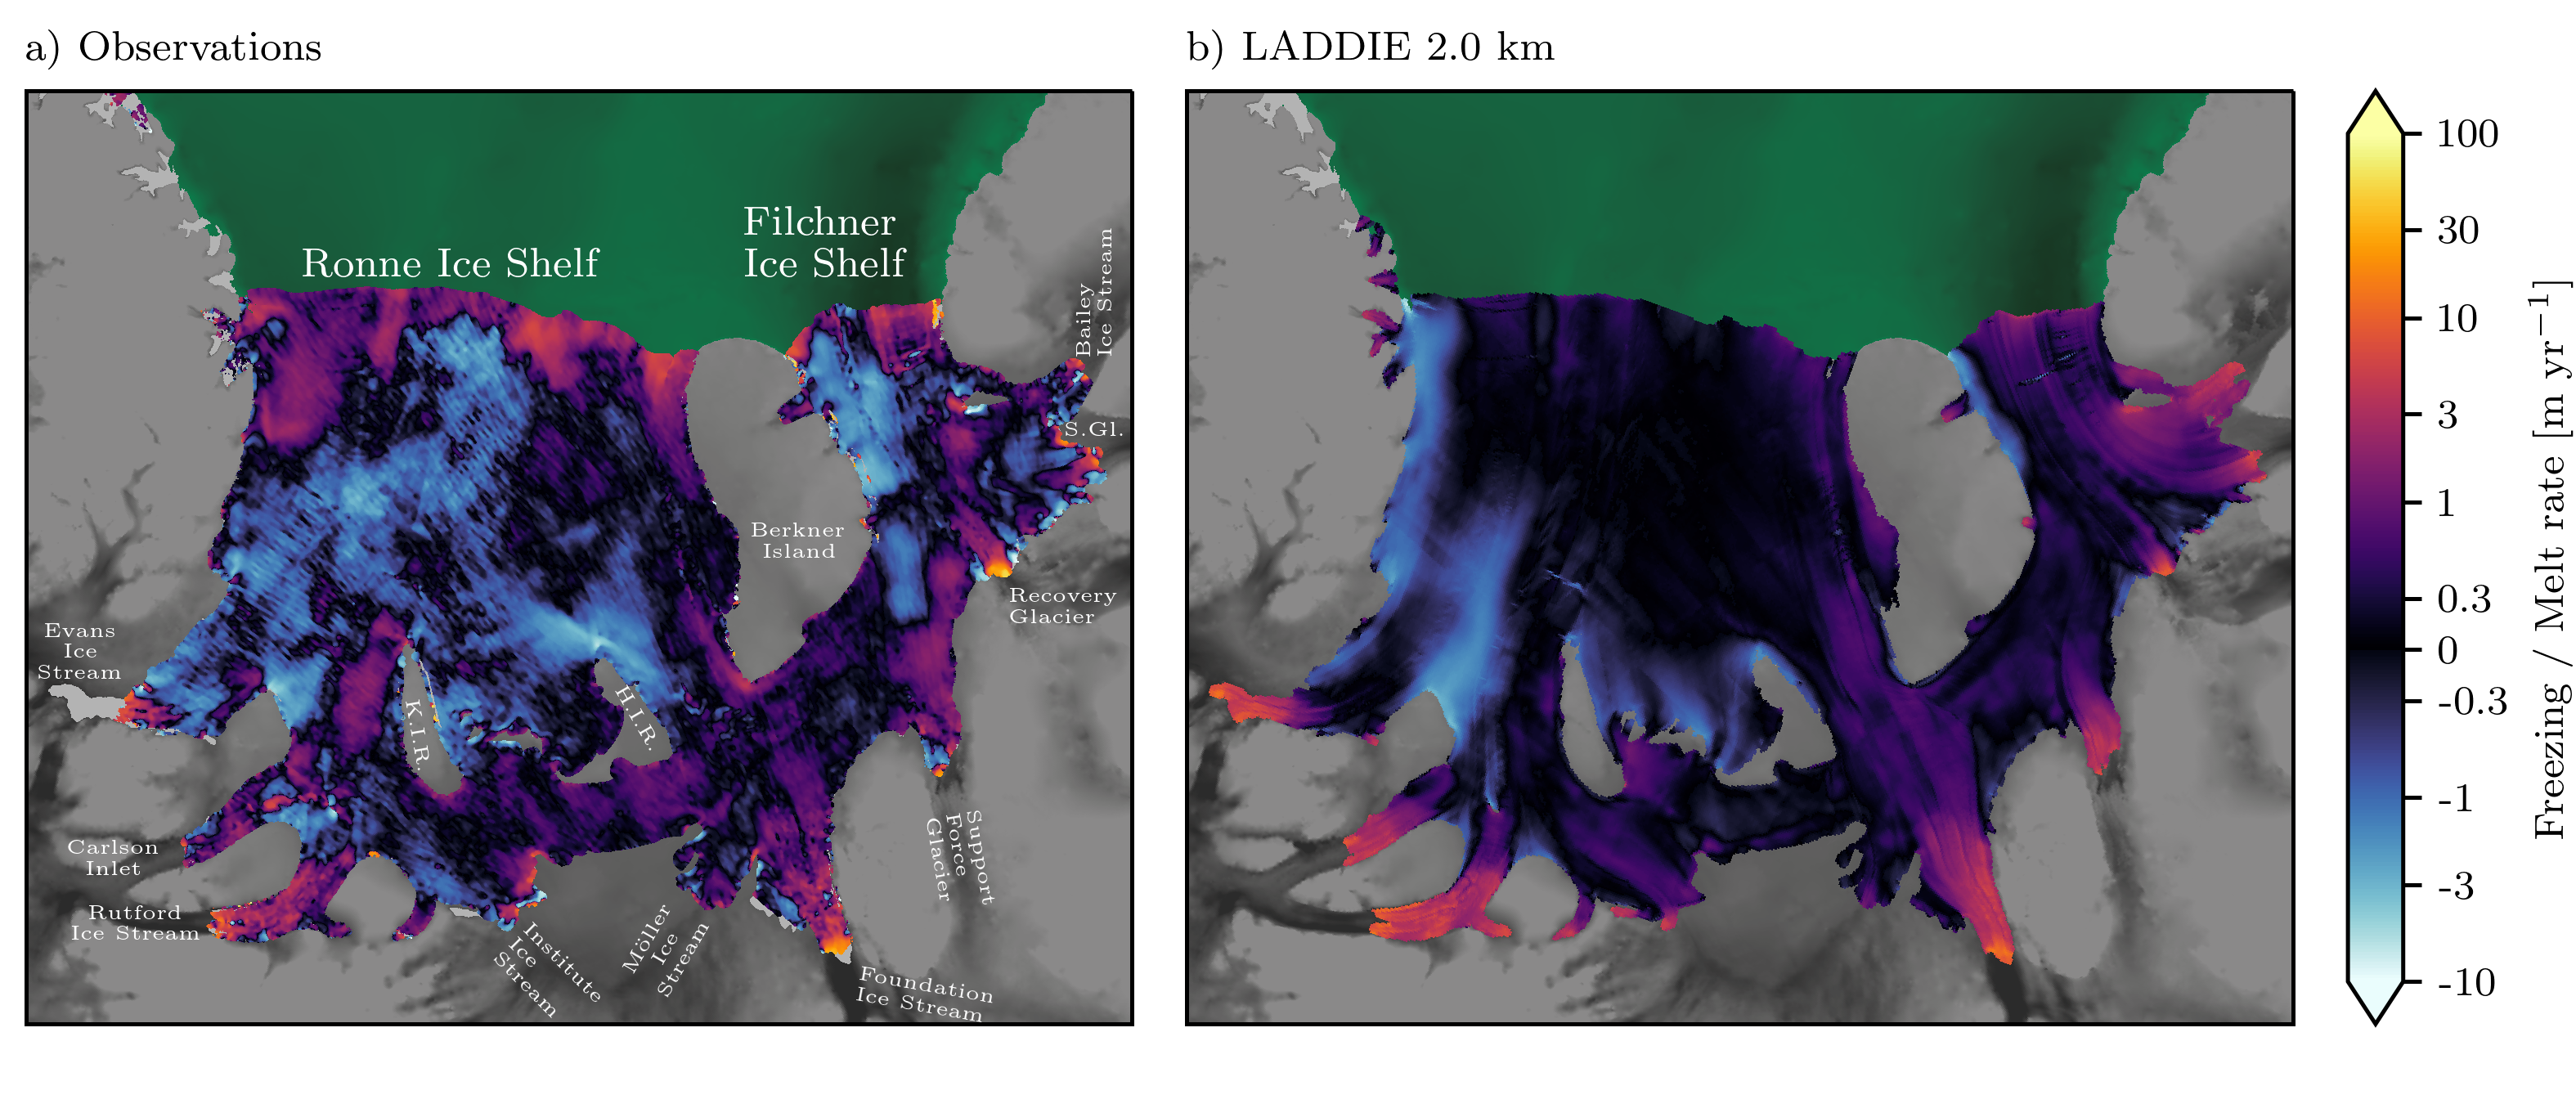 a) Observations
Ronne Ice Shelf
Filchner
Ice Shelf
Bailey
Ice Stream
S.Gl.
Berkner
Island
Recovery
Glacier
Evans
Ice
Stream
K.I.R.
H.I.R.
Carlson
Inlet
Rutford
Ice Stream
Institute
Ice
Stream
Möller
Ice
Stream
Support
Force
Glacier
Foundation
Ice Stream
b) LADDIE 2.0 km
100
30
10
3
1
0.3
0
-0.3
-1
-3
-10
Freezing / Melt rate [m yr⁻¹]